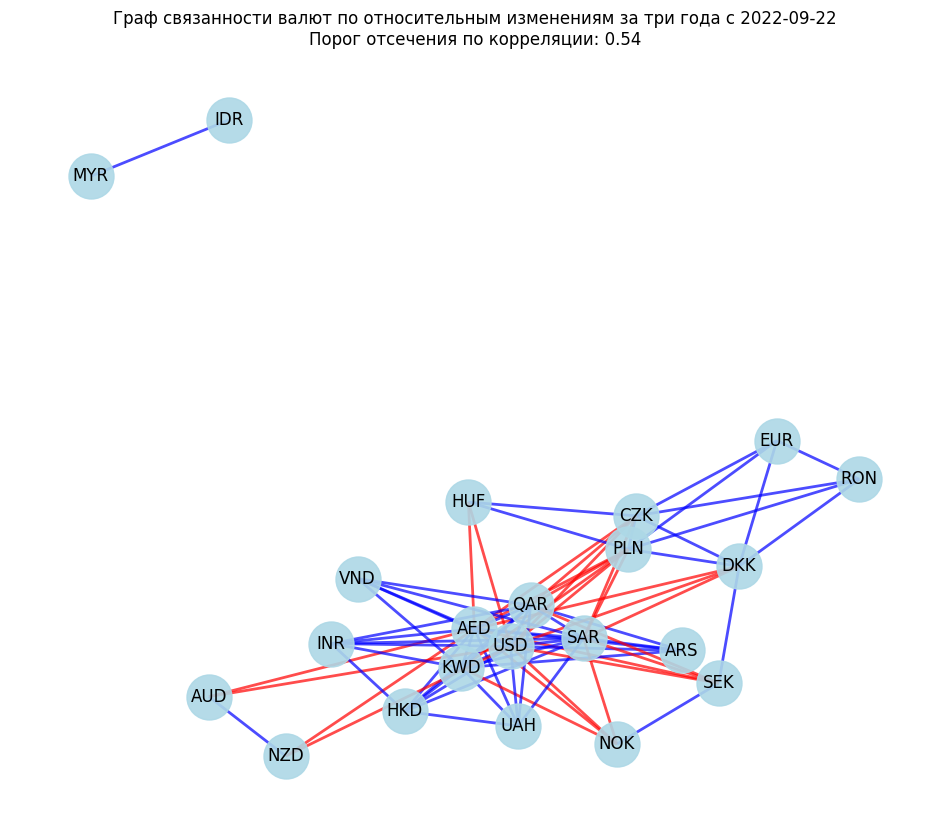 Граф связанности валют по относительным изменениям за три года с 2022-09-22
Порог отсечения по корреляции: 0.54
IDR
MYR
EUR
RON
HUF
CZK
PLN
DKK
VND
QAR
AED
SAR
INR
USD
ARS
KWD
SEK
AUD
HKD
UAH
NOK
NZD